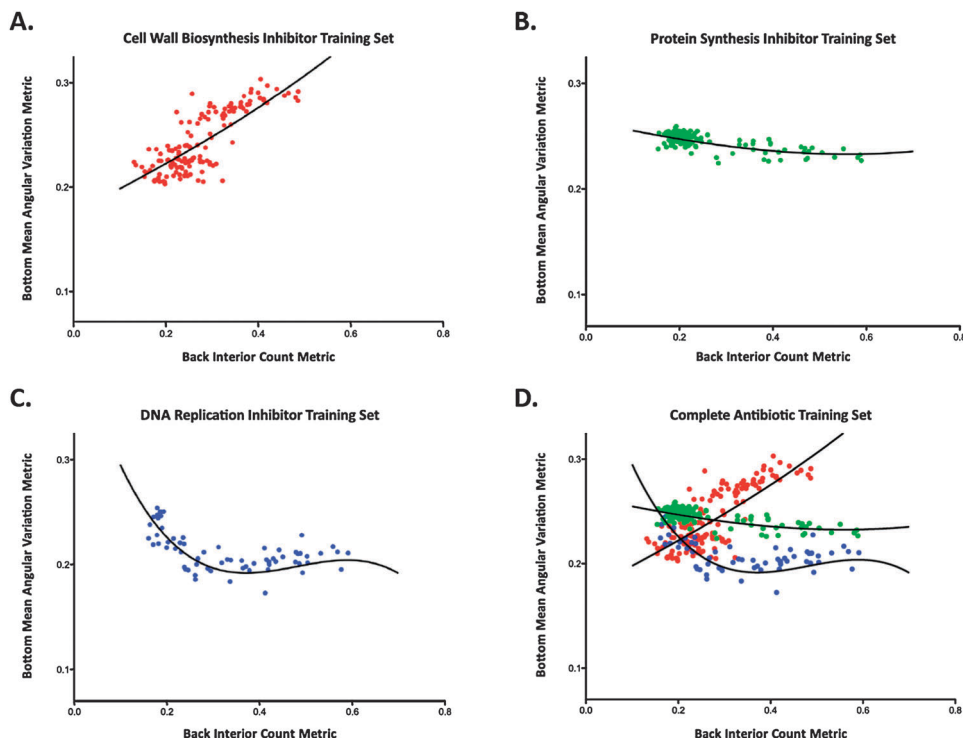 A.
Cell Wall Biosynthesis Inhibitor Training Set
Bottom Mean Angular Variation Metric
0.3
0.2
0.1
0.0
0.2
0.4
0.6
0.8
Back Interior Count Metric
B.
Protein Synthesis Inhibitor Training Set
Bottom Mean Angular Variation Metric
0.3
0.2
0.1
0.0
0.2
0.4
0.6
0.8
Back Interior Count Metric
C.
DNA Replication Inhibitor Training Set
Bottom Mean Angular Variation Metric
0.3
0.2
0.1
0.0
0.2
0.4
0.6
0.8
Back Interior Count Metric
D.
Complete Antibiotic Training Set
Bottom Mean Angular Variation Metric
0.3
0.2
0.1
0.0
0.2
0.4
0.6
0.8
Back Interior Count Metric